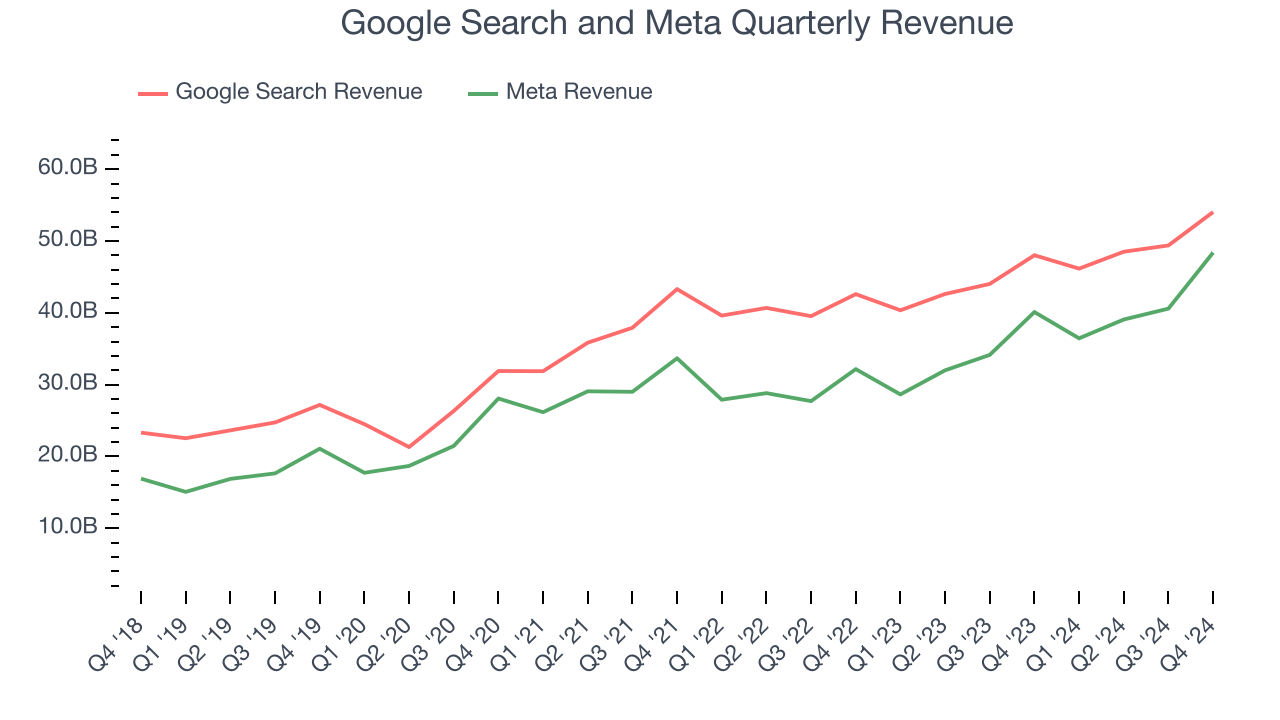 Google Search and Meta Quarterly Revenue
Google Search Revenue
Meta Revenue
60.0B
50.0B
40.0B
30.0B
20.0B
10.0B
Q4 '18
Q1 '19
Q2 '19
Q3 '19
Q4 '19
Q1 '20
Q2 '20
Q3 '20
Q4 '20
Q1 '21
Q2 '21
Q3 '21
Q4 '21
Q1 '22
Q2 '22
Q3 '22
Q4 '22
Q1 '23
Q2 '23
Q3 '23
Q4 '23
Q1 '24
Q2 '24
Q3 '24
Q4 '24